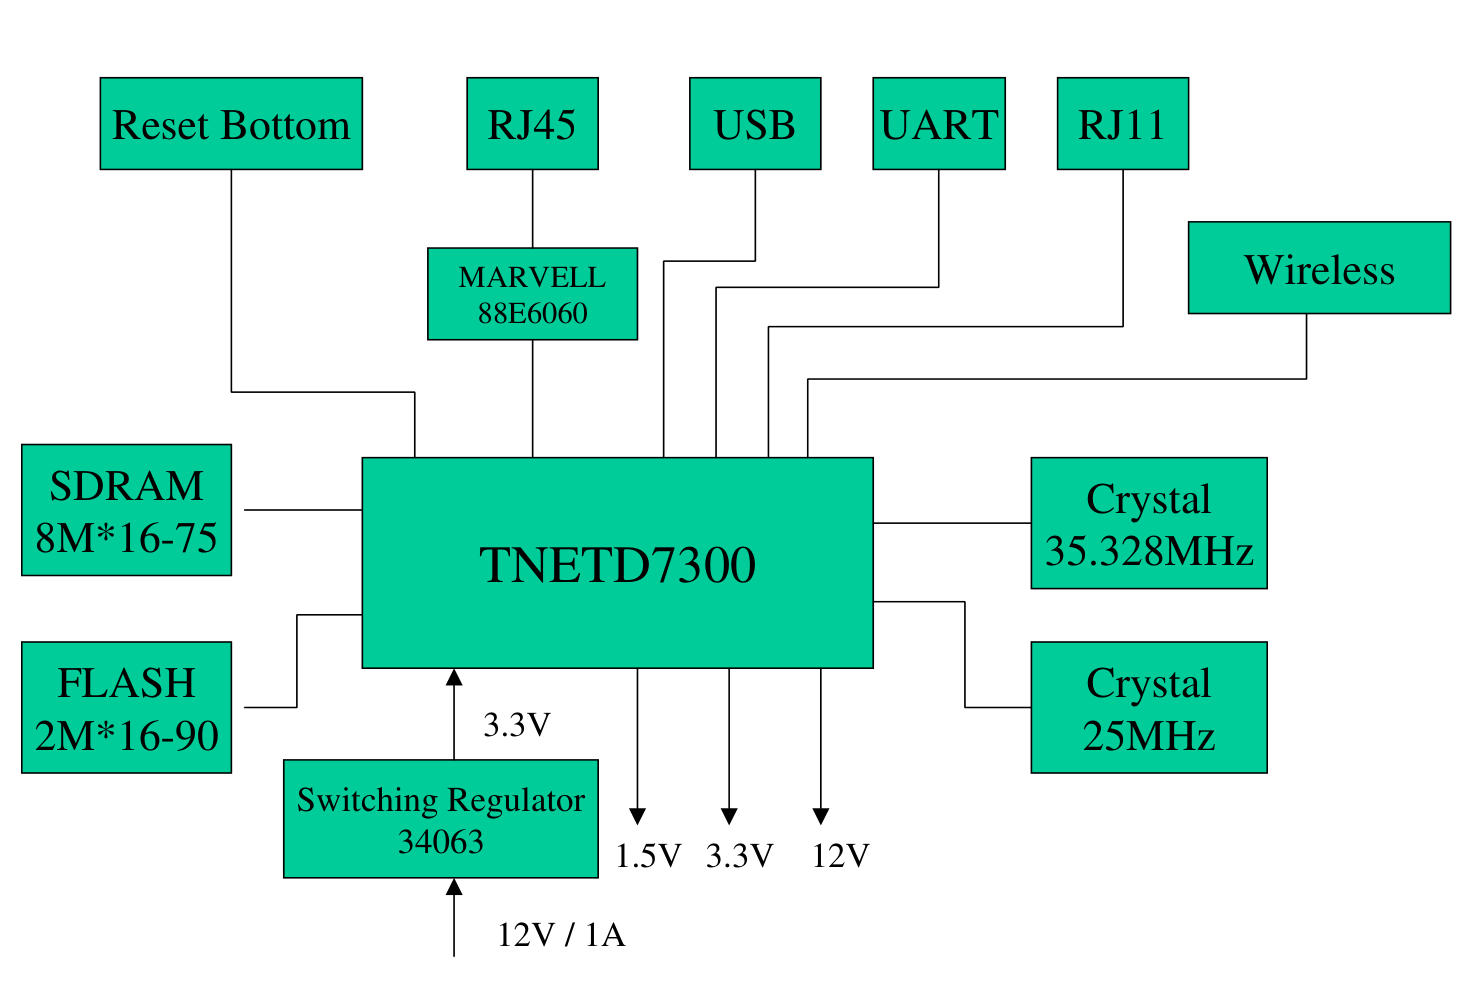 Reset Bottom
RJ45
USB
UART
RJ11
Wireless
MARVELL
88E6060
SDRAM
8M*16-75
TNETD7300
Crystal
35.328MHz
FLASH
2M*16-90
Crystal
25MHz
3.3V
Switching Regulator
34063
1.5V
3.3V
12V
12V / 1A